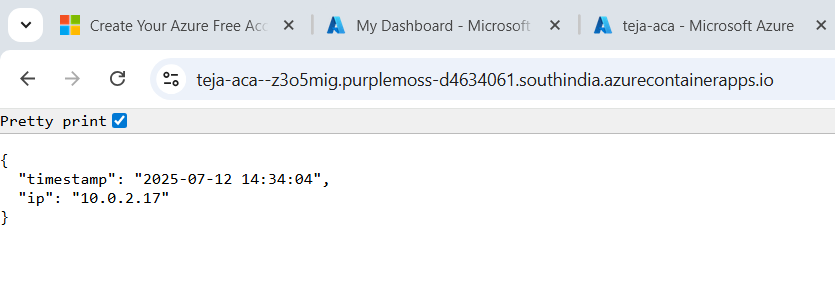 Create Your Azure Free Acc
My Dashboard - Microsoft
teja-aca - Microsoft Azure
teja-aca--z3o5mig.purplemoss-d4634061.southindia.azurecontainerapps.io
Pretty print
{
"timestamp": "2025-07-12 14:34:04",
"ip": "10.0.2.17"
}